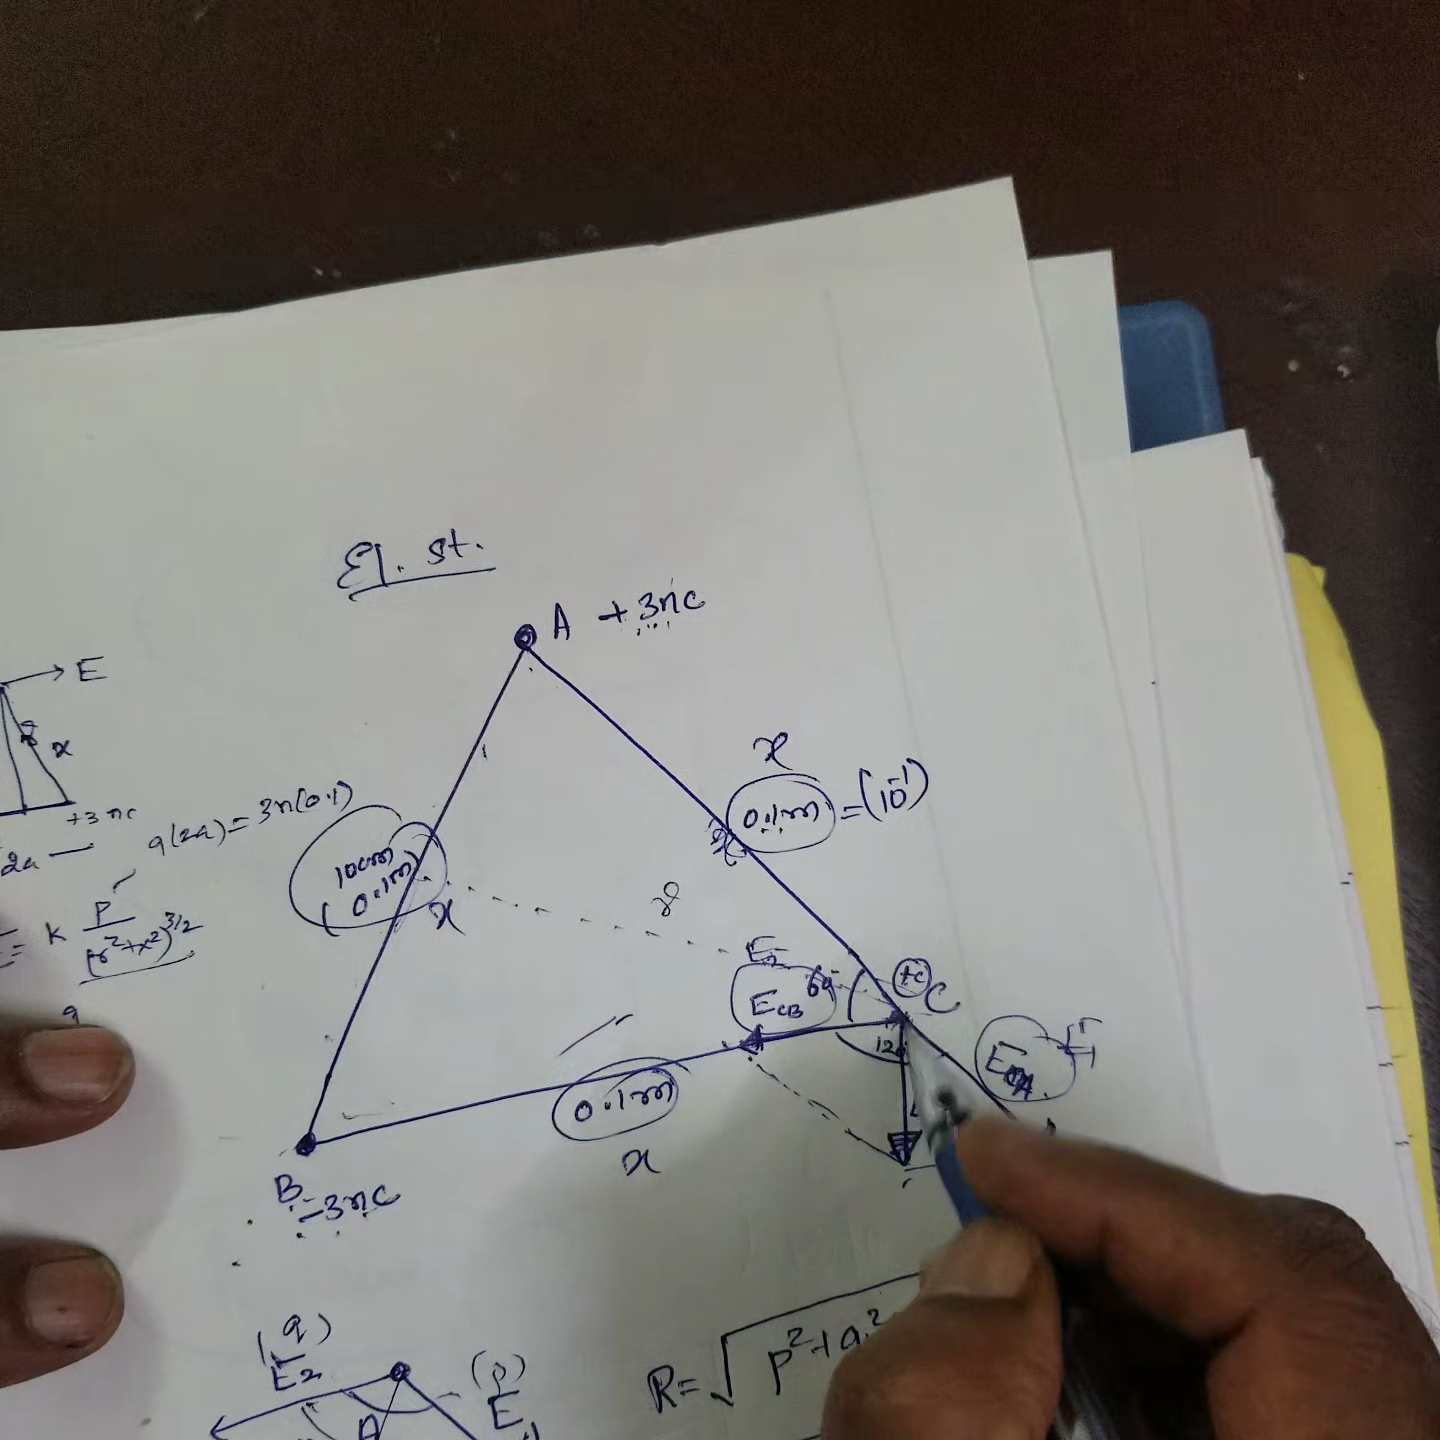 El. st.
A + 3nc
E
x
x
0.1m = (10⁻¹)
+3nc
q(2a) = 3n(0.1)
2a —
10cm
0.1m
x
r
= K P / (r²+x²)^3/2
E₂
E_CB
60
+c
C
120
E₁
0.1m
x
B
-3nc
(q)
E₂
(P)
E
A
R = √P²+q²